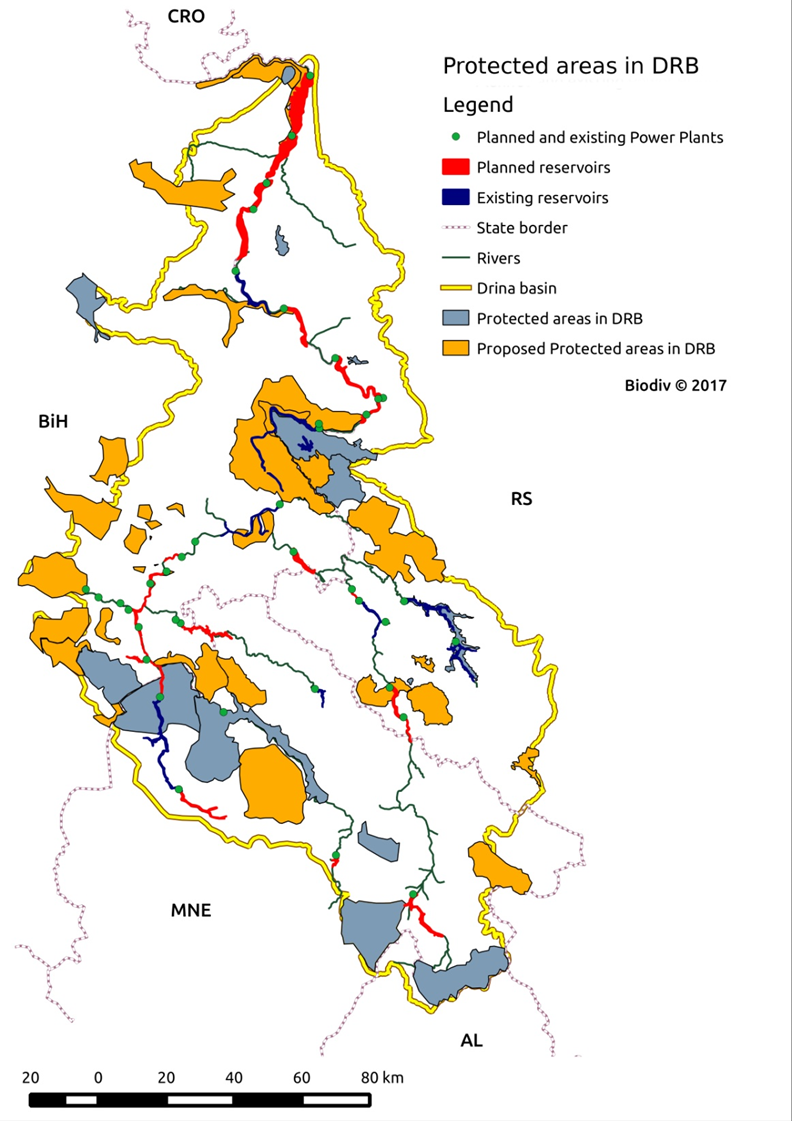 CRO
Protected areas in DRB
Legend
Planned and existing Power Plants
Planned reservoirs
Existing reservoirs
State border
Rivers
Drina basin
Protected areas in DRB
Proposed Protected areas in DRB
Biodiv © 2017
BiH
RS
MNE
AL
20 0 20 40 60 80 km